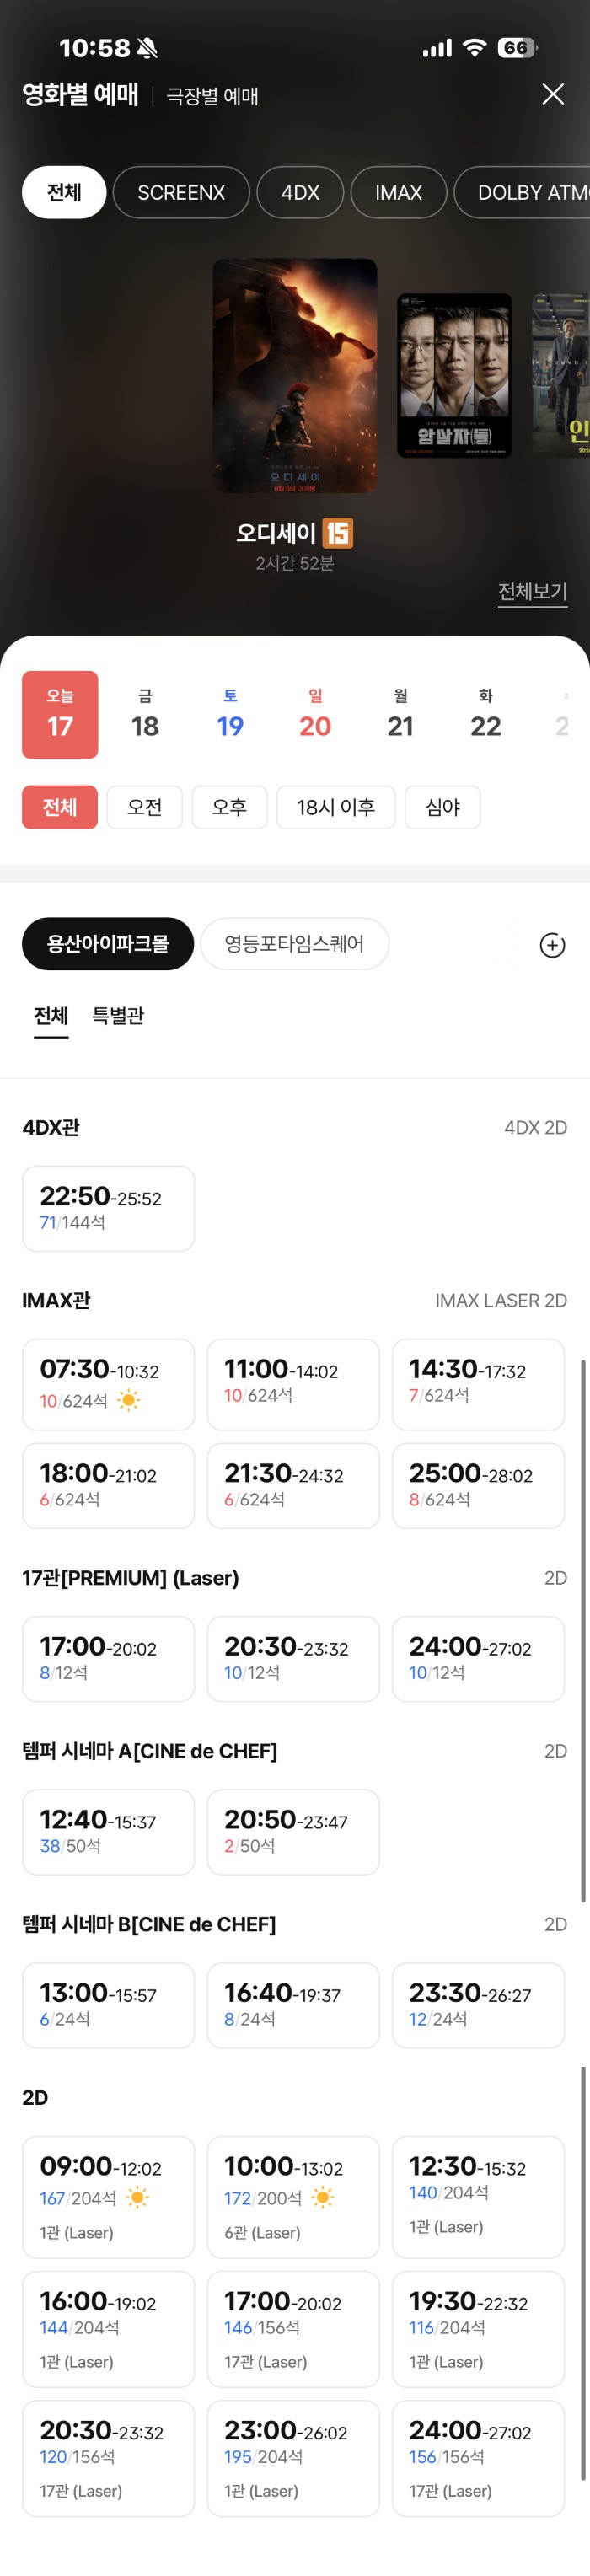 10:58
66
영화별 예매 | 극장별 예매
전체 SCREENX 4DX IMAX DOLBY ATM
오디세이
8월 5일 대개봉
암살자(들)
인
오디세이 15
2시간 52분
전체보기
오늘 금 토 일 월 화
17 18 19 20 21 22 2
전체 오전 오후 18시 이후 심야
용산아이파크몰 영등포타임스퀘어
전체 특별관
4DX관 4DX 2D
22:50-25:52
71/144석
IMAX관 IMAX LASER 2D
07:30-10:32 11:00-14:02 14:30-17:32
10/624석 10/624석 7/624석
18:00-21:02 21:30-24:32 25:00-28:02
6/624석 6/624석 8/624석
17관[PREMIUM] (Laser) 2D
17:00-20:02 20:30-23:32 24:00-27:02
8/12석 10/12석 10/12석
템퍼 시네마 A[CINE de CHEF] 2D
12:40-15:37 20:50-23:47
38/50석 2/50석
템퍼 시네마 B[CINE de CHEF] 2D
13:00-15:57 16:40-19:37 23:30-26:27
6/24석 8/24석 12/24석
2D
09:00-12:02 10:00-13:02 12:30-15:32
167/204석 172/200석 140/204석
1관 (Laser) 6관 (Laser) 1관 (Laser)
16:00-19:02 17:00-20:02 19:30-22:32
144/204석 146/156석 116/204석
1관 (Laser) 17관 (Laser) 1관 (Laser)
20:30-23:32 23:00-26:02 24:00-27:02
120/156석 195/204석 156/156석
17관 (Laser) 1관 (Laser) 17관 (Laser)